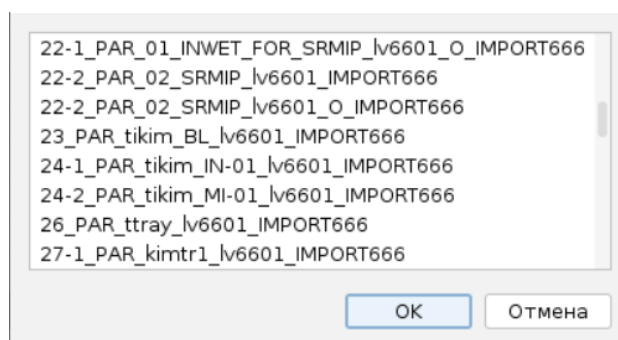 22-1_PAR_01_INWET_FOR_SRMIP_lv6601_O_IMPORT666
22-2_PAR_02_SRMIP_lv6601_IMPORT666
22-2_PAR_02_SRMIP_lv6601_O_IMPORT666
23_PAR_tikim_BL_lv6601_IMPORT666
24-1_PAR_tikim_IN-01_lv6601_IMPORT666
24-2_PAR_tikim_MI-01_lv6601_IMPORT666
26_PAR_ttray_lv6601_IMPORT666
27-1_PAR_kimtr1_lv6601_IMPORT666
OK Отмена